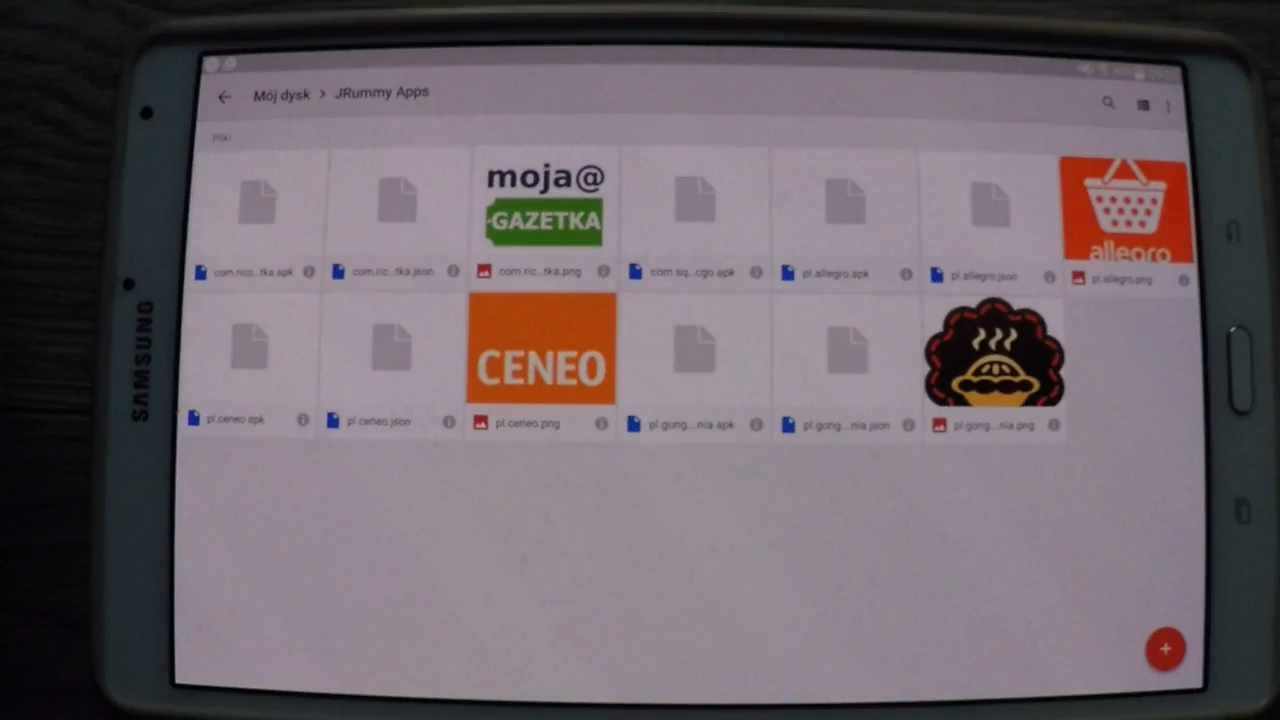 Mój dysk > JRummy Apps
Pliki
moja@
GAZETKA
allegro
com.rico...tka.apk
com.ric...tka.json
com.ric...tka.png
com.sq...cgo.apk
pl.allegro.apk
pl.allegro.json
pl.allegro.png
CENEO
pl.ceneo.apk
pl.ceneo.json
pl.ceneo.png
pl.gong...nia.apk
pl.gong...nia.json
pl.gong...nia.png
SAMSUNG